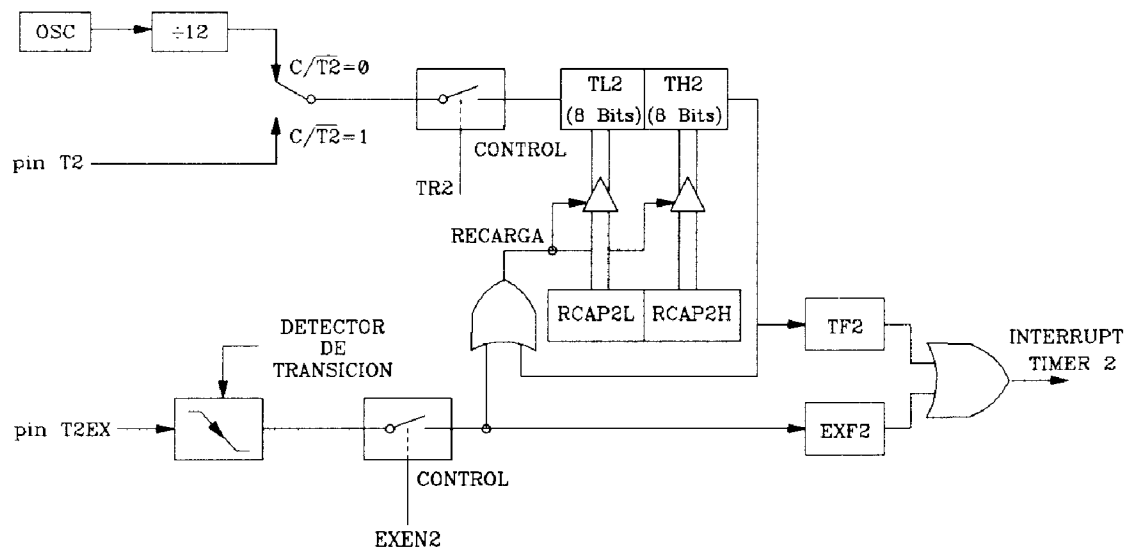 OSC
÷12
C/T2=0
C/T2=1
pin T2
CONTROL
TR2
TL2
(8 Bits)
TH2
(8 Bits)
RECARGA
RCAP2L
RCAP2H
DETECTOR
DE
TRANSICION
pin T2EX
CONTROL
EXEN2
TF2
EXF2
INTERRUPT
TIMER 2